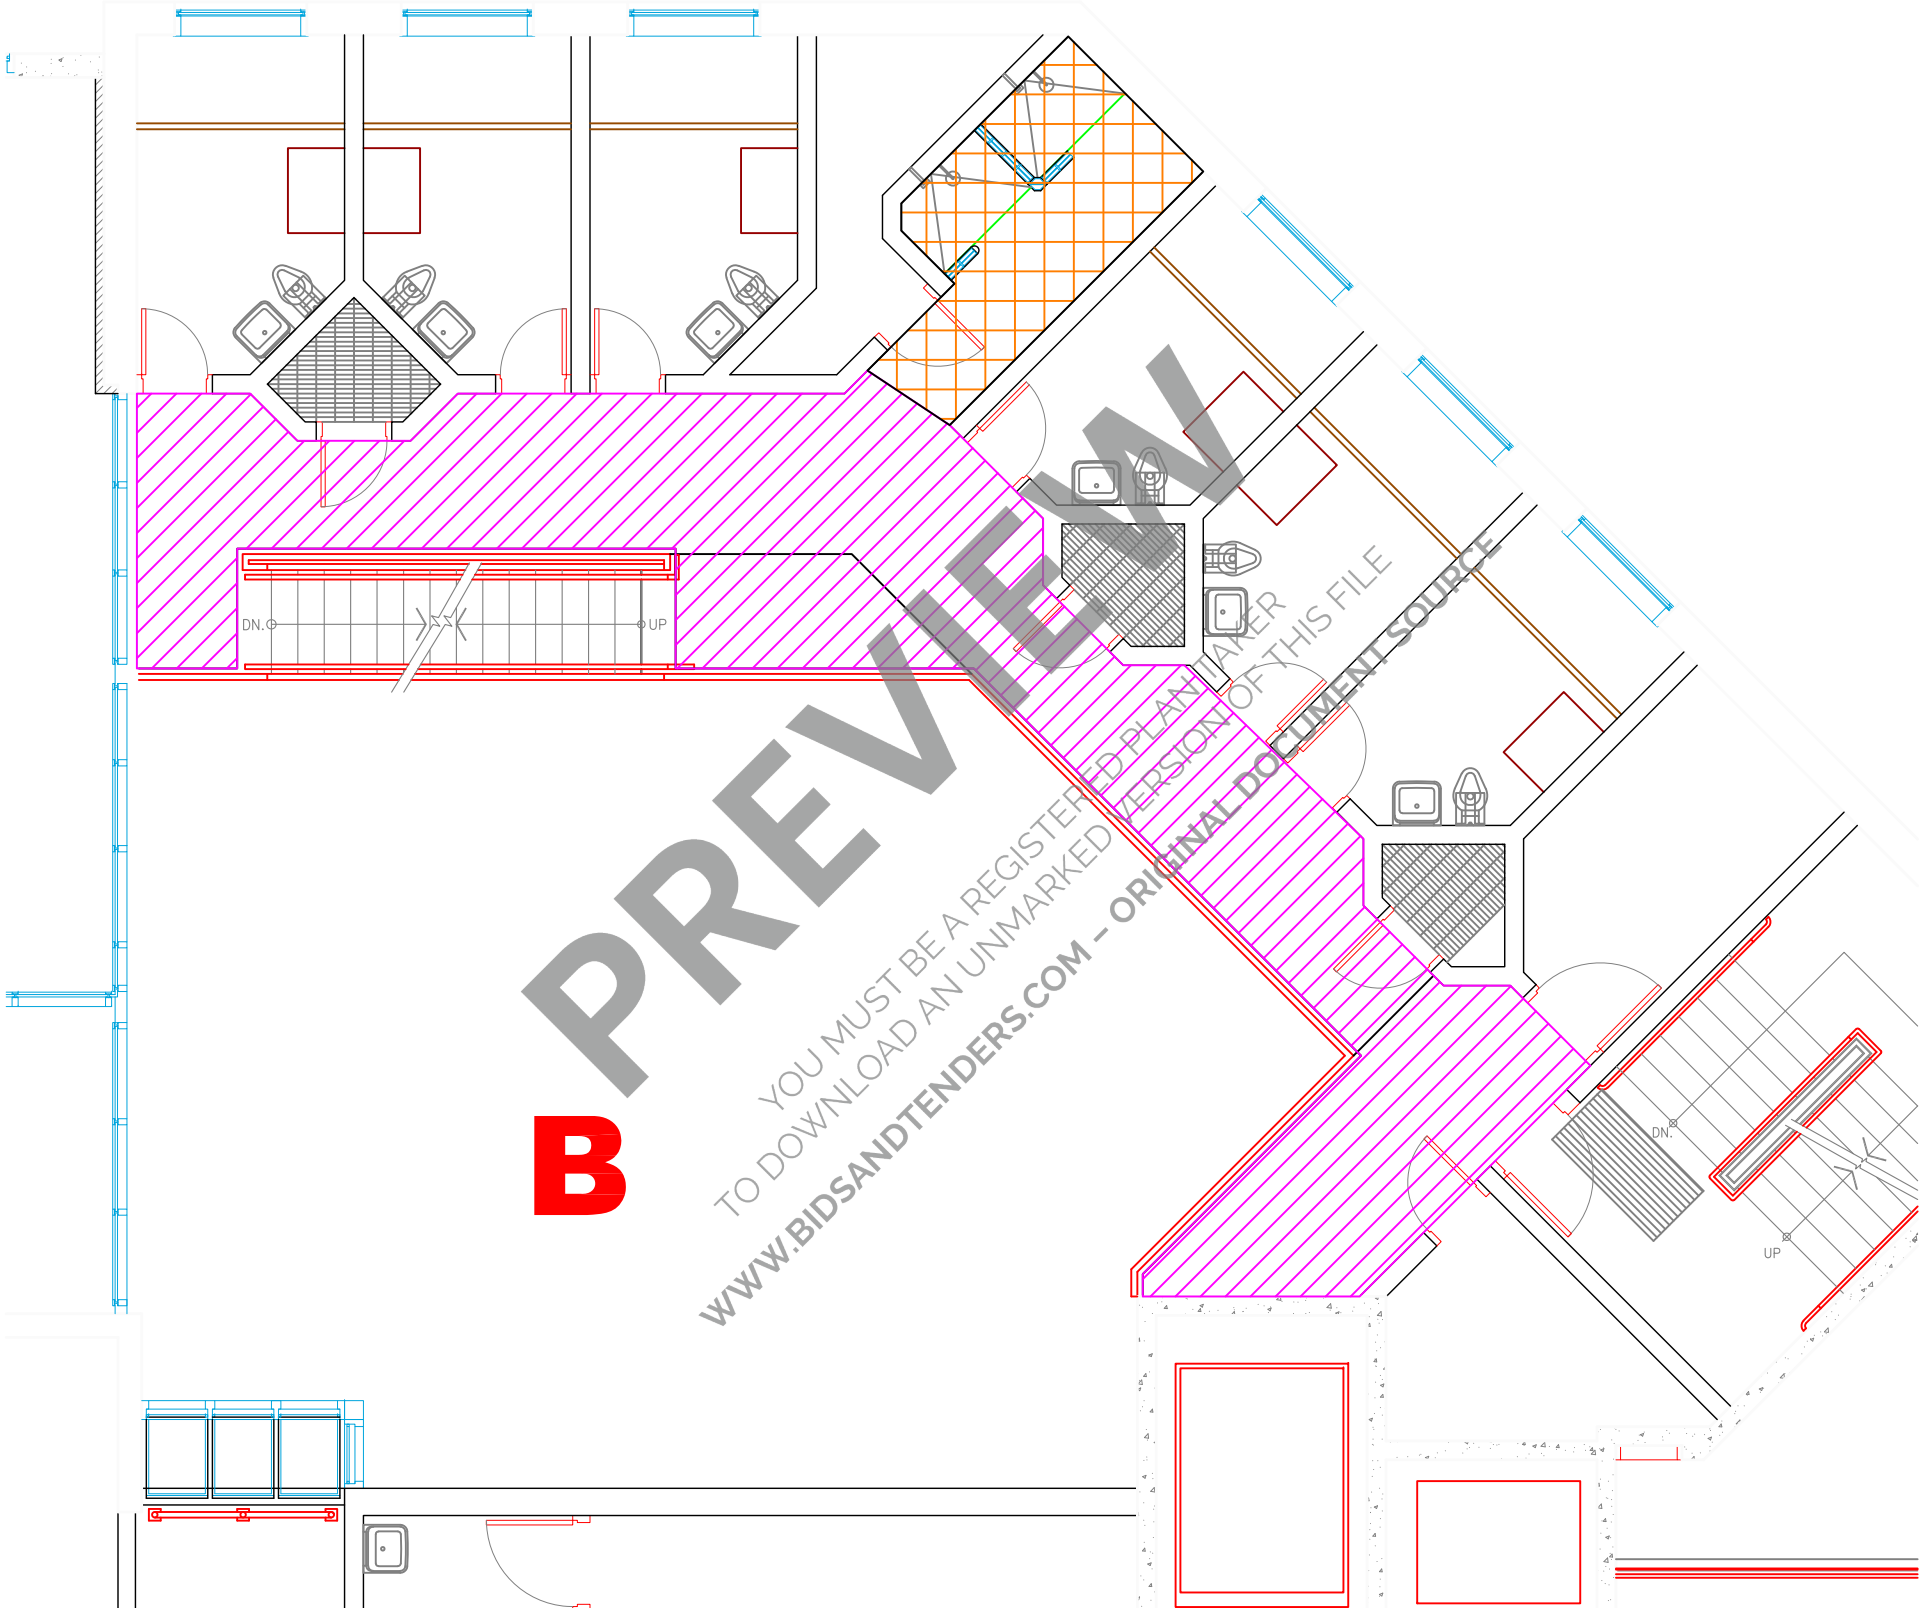 DN.
UP
PREVIEW
YOU MUST BE A REGISTERED PLAN TAKER
TO DOWNLOAD AN UNMARKED VERSION OF THIS FILE
WWW.BIDSANDTENDERS.COM – ORIGINAL DOCUMENT SOURCE
B
DN.
UP